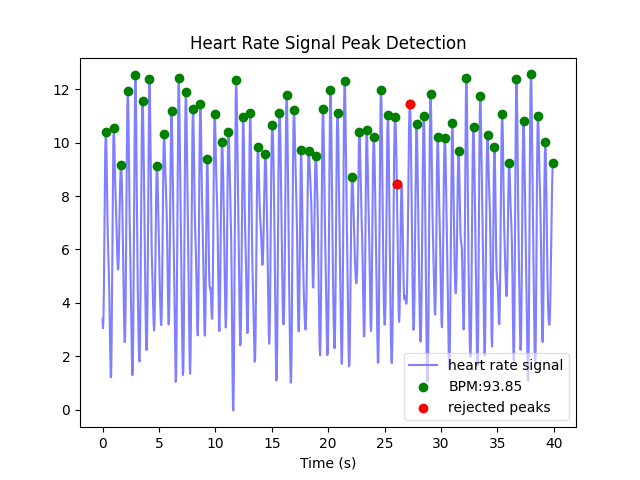 Heart Rate Signal Peak Detection
12
10
8
6
4
2
0
heart rate signal
BPM:93.85
rejected peaks
0 5 10 15 20 25 30 35 40
Time (s)